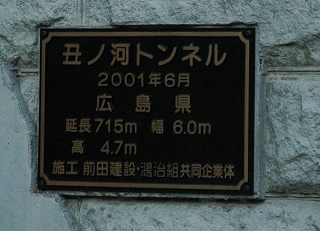 丑ノ河トンネル
2001年6月
広島県
延長715m 幅 6.0m
高 4.7m
施工 前田建設・鴻治組共同企業体